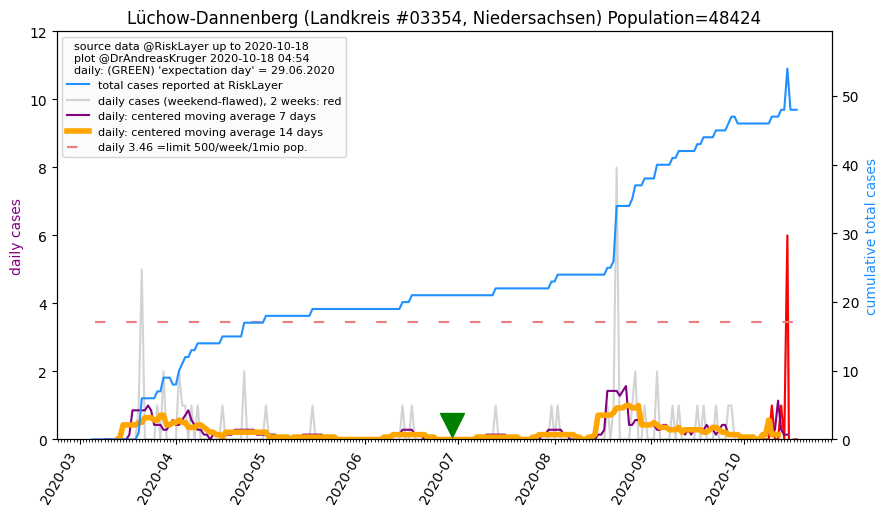 Lüchow-Dannenberg (Landkreis #03354, Niedersachsen) Population=48424
12
10
8
6
4
2
0
daily cases
source data @RiskLayer up to 2020-10-18
plot @DrAndreasKruger 2020-10-18 04:54
daily: (GREEN) 'expectation day' = 29.06.2020
total cases reported at RiskLayer
daily cases (weekend-flawed), 2 weeks: red
daily: centered moving average 7 days
daily: centered moving average 14 days
daily 3.46 =limit 500/week/1mio pop.
50
40
30
20
10
0
cumulative total cases
2020-03
2020-04
2020-05
2020-06
2020-07
2020-08
2020-09
2020-10